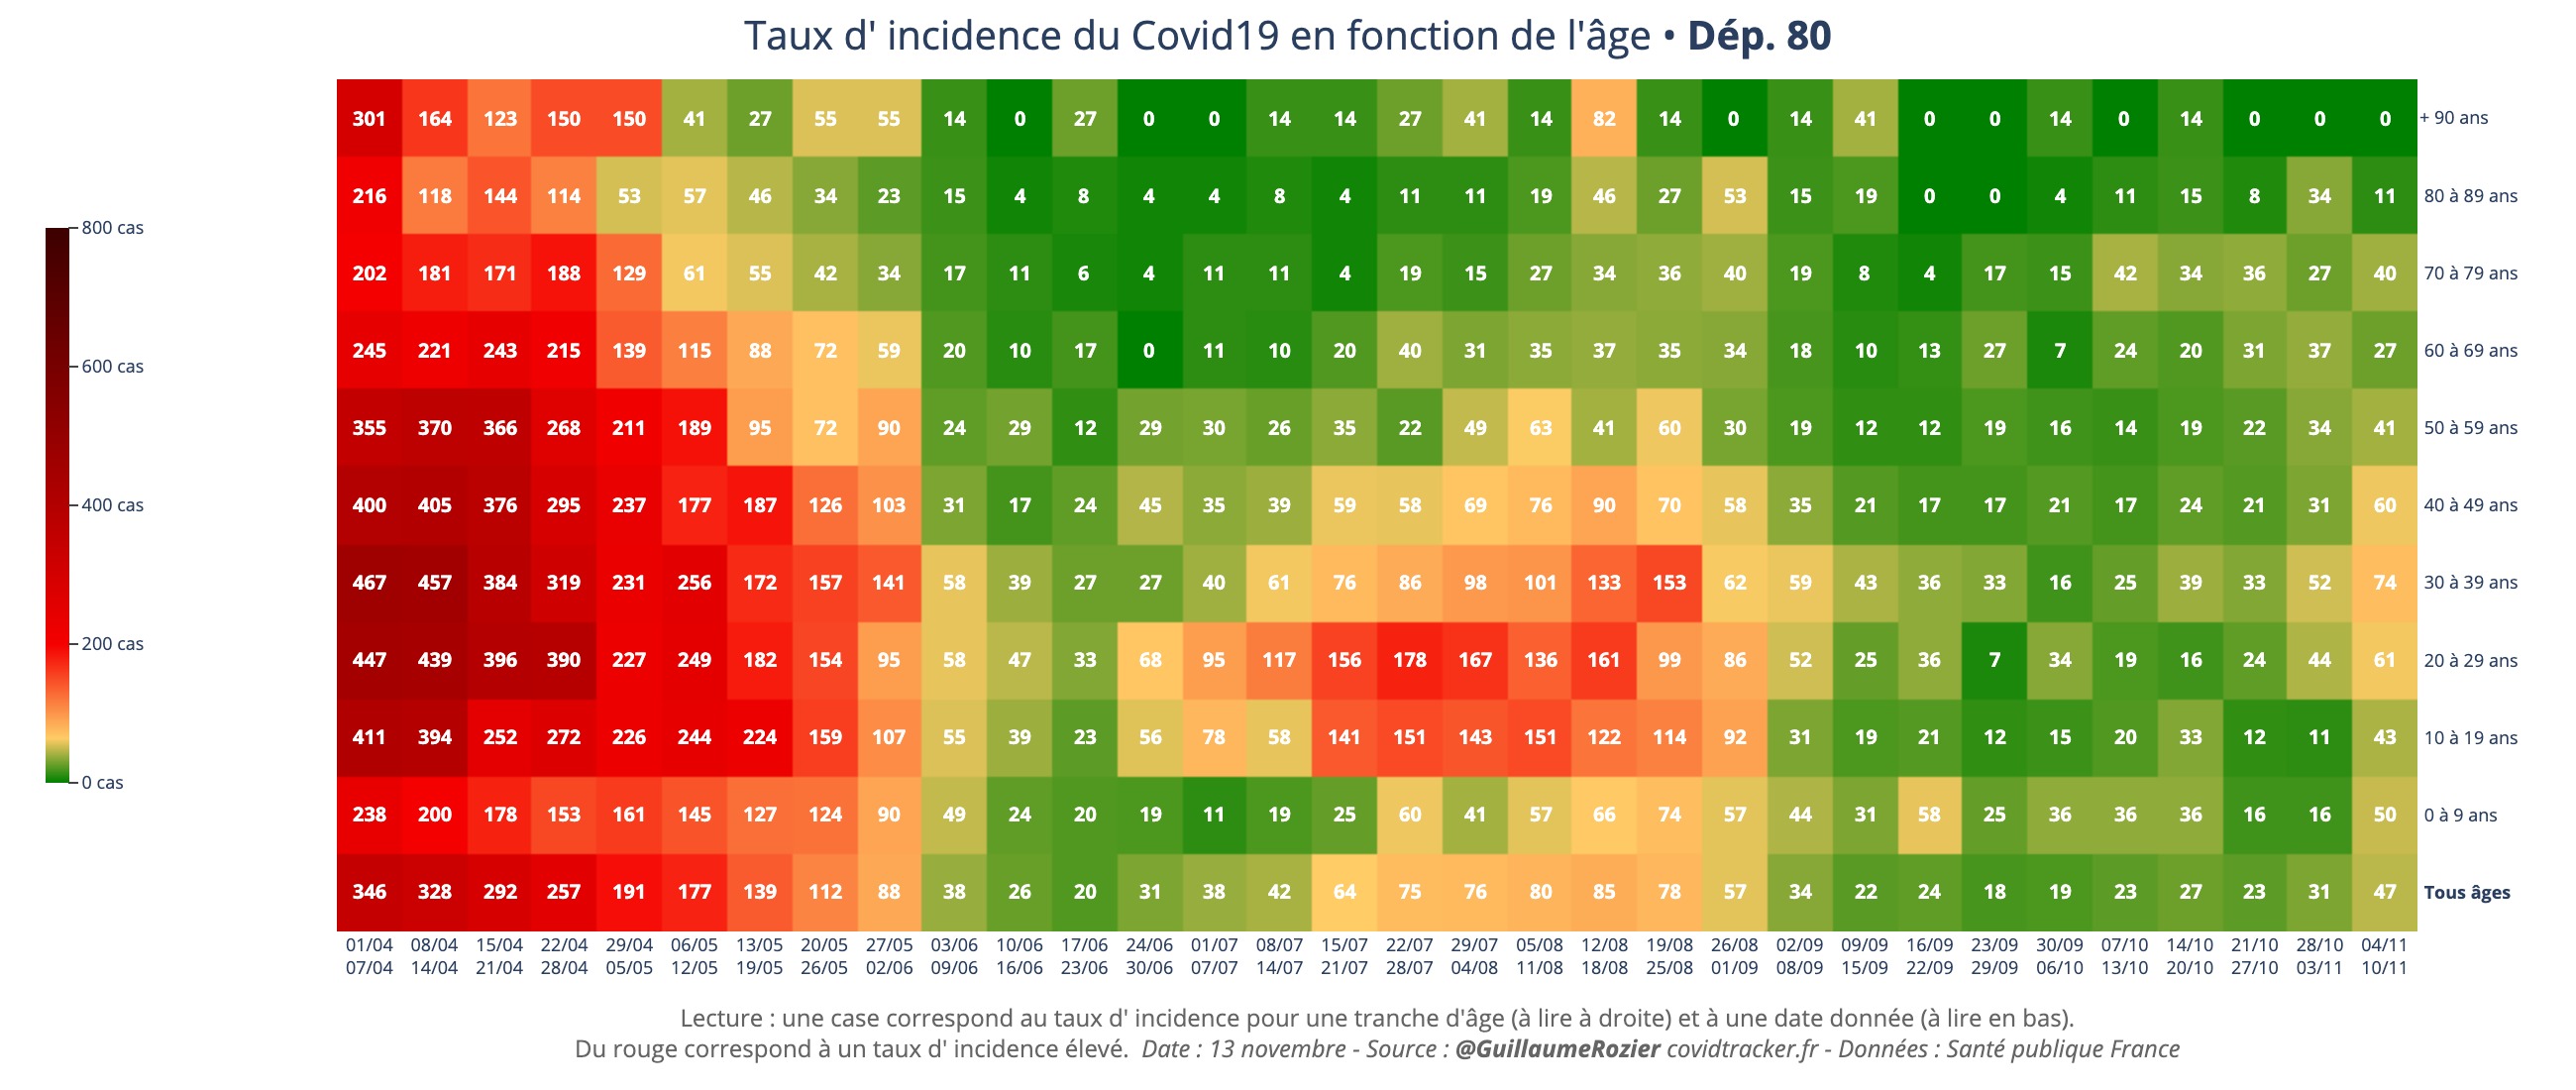 Taux d' incidence du Covid19 en fonction de l'âge • Dép. 80
800 cas
600 cas
400 cas
200 cas
0 cas
301 164 123 150 150 41 27 55 55 14 0 27 0 0 14 14 27 41 14 82 14 0 14 41 0 0 14 0 14 0 0 0 + 90 ans
216 118 144 114 53 57 46 34 23 15 4 8 4 4 8 4 11 11 19 46 27 53 15 19 0 0 4 11 15 8 34 11 80 à 89 ans
202 181 171 188 129 61 55 42 34 17 11 6 4 11 11 4 19 15 27 34 36 40 19 8 4 17 15 42 34 36 27 40 70 à 79 ans
245 221 243 215 139 115 88 72 59 20 10 17 0 11 10 20 40 31 35 37 35 34 18 10 13 27 7 24 20 31 37 27 60 à 69 ans
355 370 366 268 211 189 95 72 90 24 29 12 29 30 26 35 22 49 63 41 60 30 19 12 12 19 16 14 19 22 34 41 50 à 59 ans
400 405 376 295 237 177 187 126 103 31 17 24 45 35 39 59 58 69 76 90 70 58 35 21 17 17 21 17 24 21 31 60 40 à 49 ans
467 457 384 319 231 256 172 157 141 58 39 27 27 40 61 76 86 98 101 133 153 62 59 43 36 33 16 25 39 33 52 74 30 à 39 ans
447 439 396 390 227 249 182 154 95 58 47 33 68 95 117 156 178 167 136 161 99 86 52 25 36 7 34 19 16 24 44 61 20 à 29 ans
411 394 252 272 226 244 224 159 107 55 39 23 56 78 58 141 151 143 151 122 114 92 31 19 21 12 15 20 33 12 11 43 10 à 19 ans
238 200 178 153 161 145 127 124 90 49 24 20 19 11 19 25 60 41 57 66 74 57 44 31 58 25 36 36 36 16 16 50 0 à 9 ans
346 328 292 257 191 177 139 112 88 38 26 20 31 38 42 64 75 76 80 85 78 57 34 22 24 18 19 23 27 23 31 47 Tous âges
01/04 08/04 15/04 22/04 29/04 06/05 13/05 20/05 27/05 03/06 10/06 17/06 24/06 01/07 08/07 15/07 22/07 29/07 05/08 12/08 19/08 26/08 02/09 09/09 16/09 23/09 30/09 07/10 14/10 21/10 28/10 04/11
07/04 14/04 21/04 28/04 05/05 12/05 19/05 26/05 02/06 09/06 16/06 23/06 30/06 07/07 14/07 21/07 28/07 04/08 11/08 18/08 25/08 01/09 08/09 15/09 22/09 29/09 06/10 13/10 20/10 27/10 03/11 10/11
Lecture : une case correspond au taux d' incidence pour une tranche d'âge (à lire à droite) et à une date donnée (à lire en bas).
Du rouge correspond à un taux d' incidence élevé. Date : 13 novembre - Source : @GuillaumeRozier covidtracker.fr - Données : Santé publique France